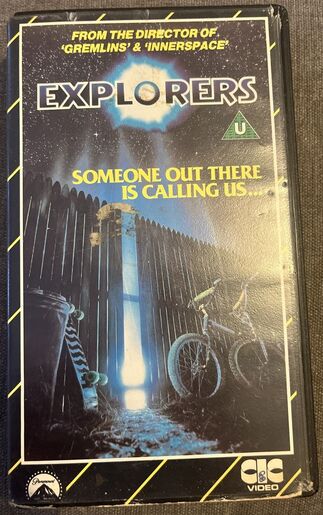 FROM THE DIRECTOR OF
'GREMLINS' & 'INNERSPACE'
EXPLORERS
U
SOMEONE OUT THERE
IS CALLING US...
Paramount
CIC
VIDEO